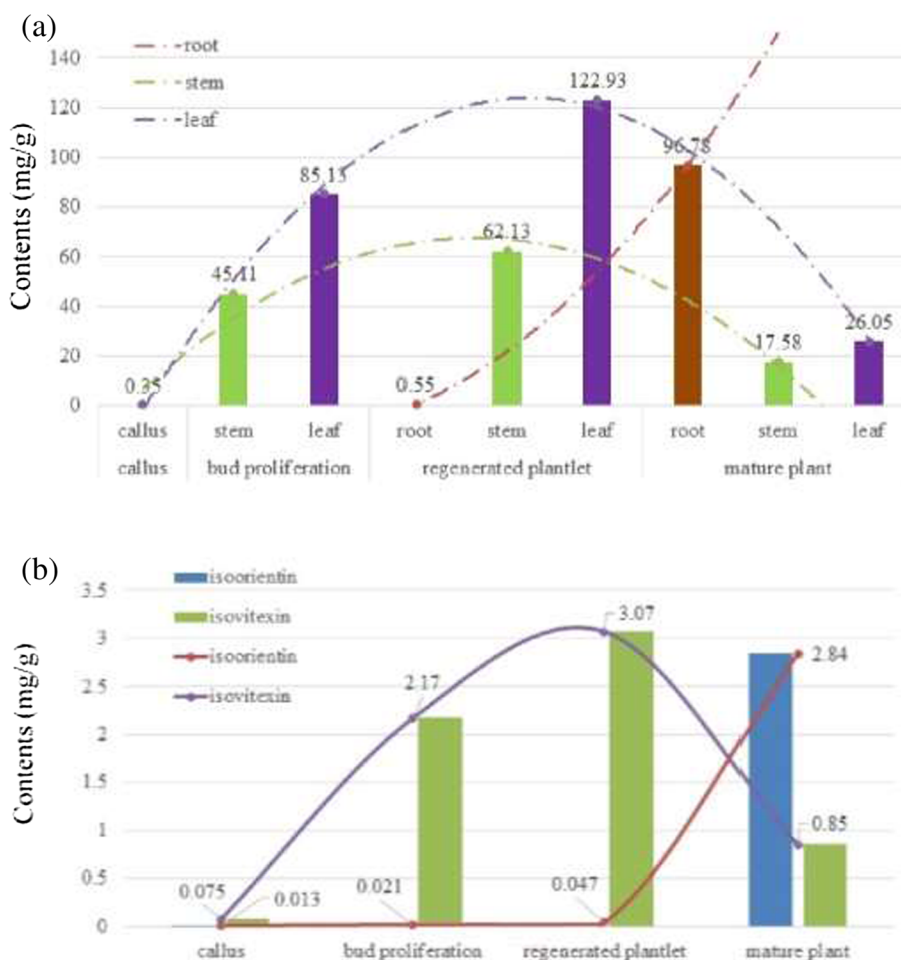 (a)
root
stem
leaf
Contents (mg/g)
140
120
100
80
60
40
20
0
0.35
45.11
85.13
0.55
62.13
122.93
96.78
17.58
26.05
callus stem leaf root stem leaf root stem leaf
callus bud proliferation regenerated plantlet mature plant
(b)
isoorientin
isovitexin
isoorientin
isovitexin
Contents (mg/g)
3.5
3
2.5
2
1.5
1
0.5
0
0.075
0.013
0.021
2.17
0.047
3.07
2.84
0.85
callus bud proliferation regenerated plantlet mature plant